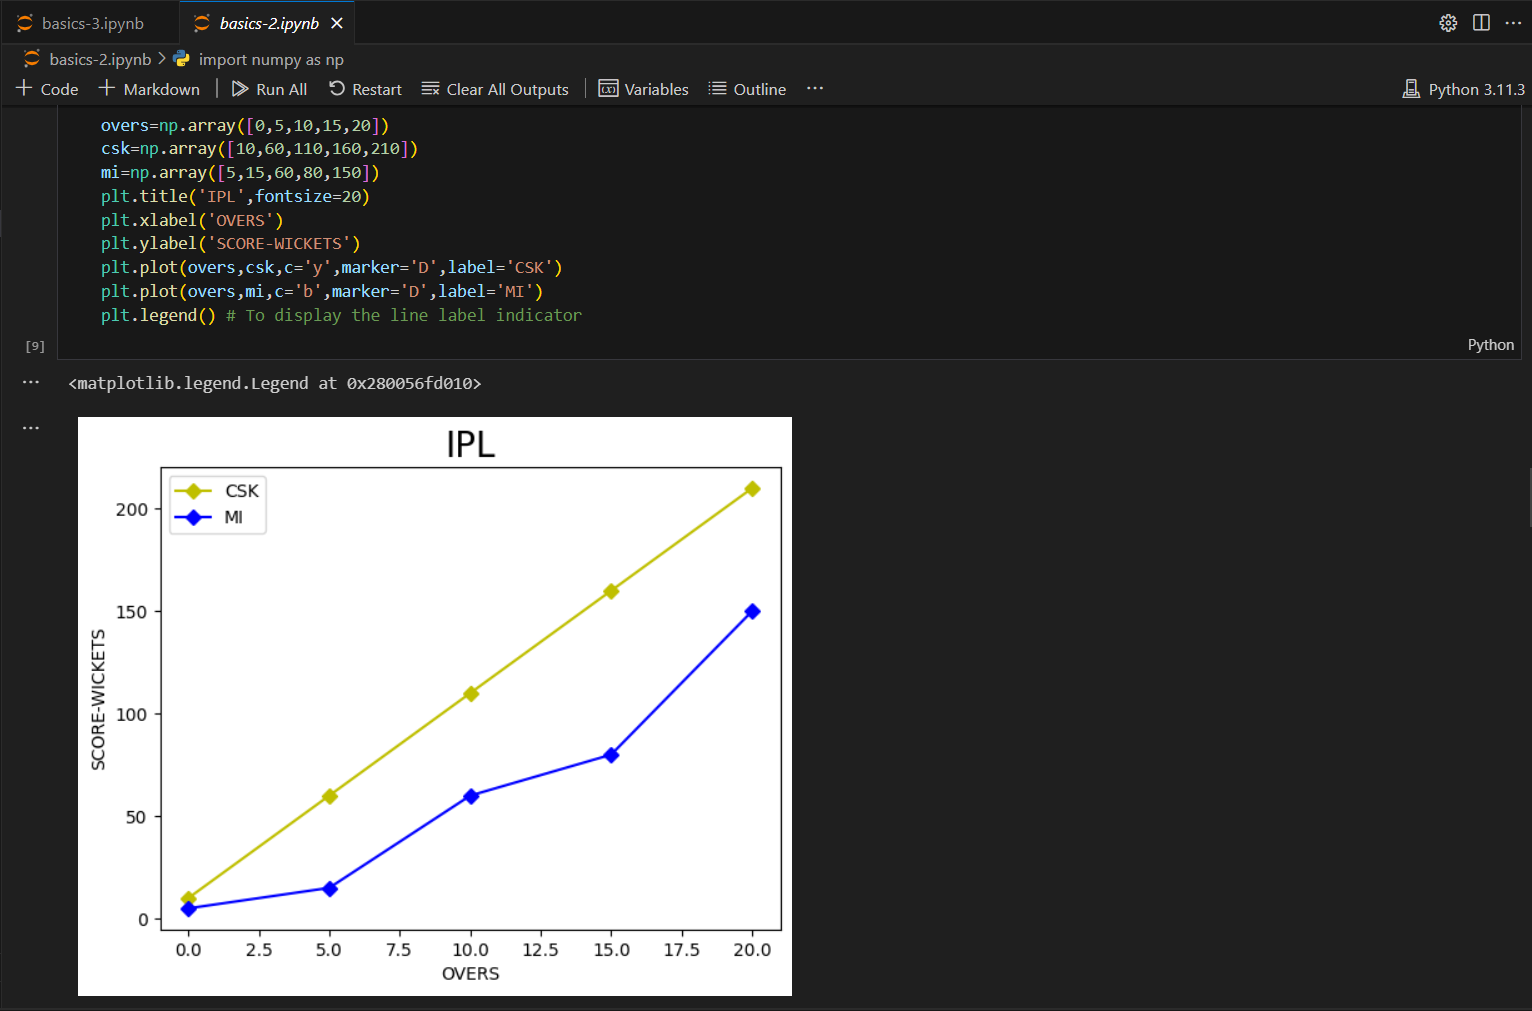 basics-3.ipynb basics-2.ipynb
basics-2.ipynb > import numpy as np
Code Markdown Run All Restart Clear All Outputs Variables Outline ... Python 3.11.3
overs=np.array([0,5,10,15,20])
csk=np.array([10,60,110,160,210])
mi=np.array([5,15,60,80,150])
plt.title('IPL',fontsize=20)
plt.xlabel('OVERS')
plt.ylabel('SCORE-WICKETS')
plt.plot(overs,csk,c='y',marker='D',label='CSK')
plt.plot(overs,mi,c='b',marker='D',label='MI')
plt.legend() # To display the line label indicator
[9] Python
<matplotlib.legend.Legend at 0x280056fd010>
IPL
CSK
MI
200
150
100
50
0
SCORE-WICKETS
0.0 2.5 5.0 7.5 10.0 12.5 15.0 17.5 20.0
OVERS